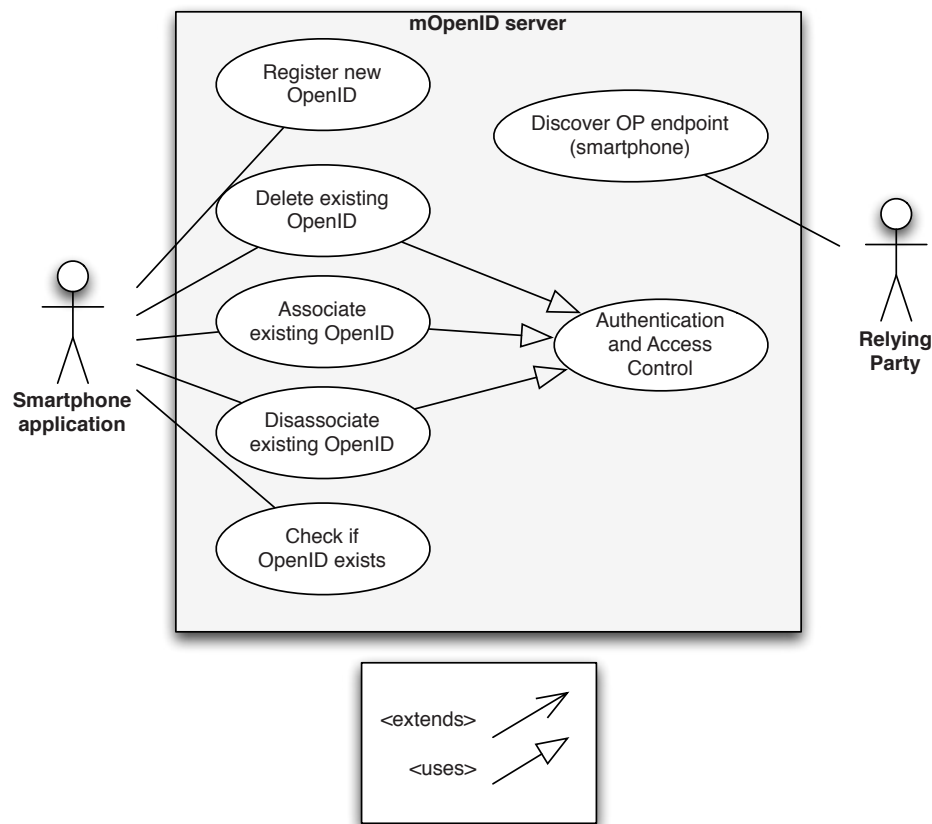 mOpenID server
Register new
OpenID
Discover OP endpoint
(smartphone)
Delete existing
OpenID
Associate
existing OpenID
Authentication
and Access
Control
Disassociate
existing OpenID
Check if
OpenID exists
Smartphone
application
Relying
Party
<extends>
<uses>